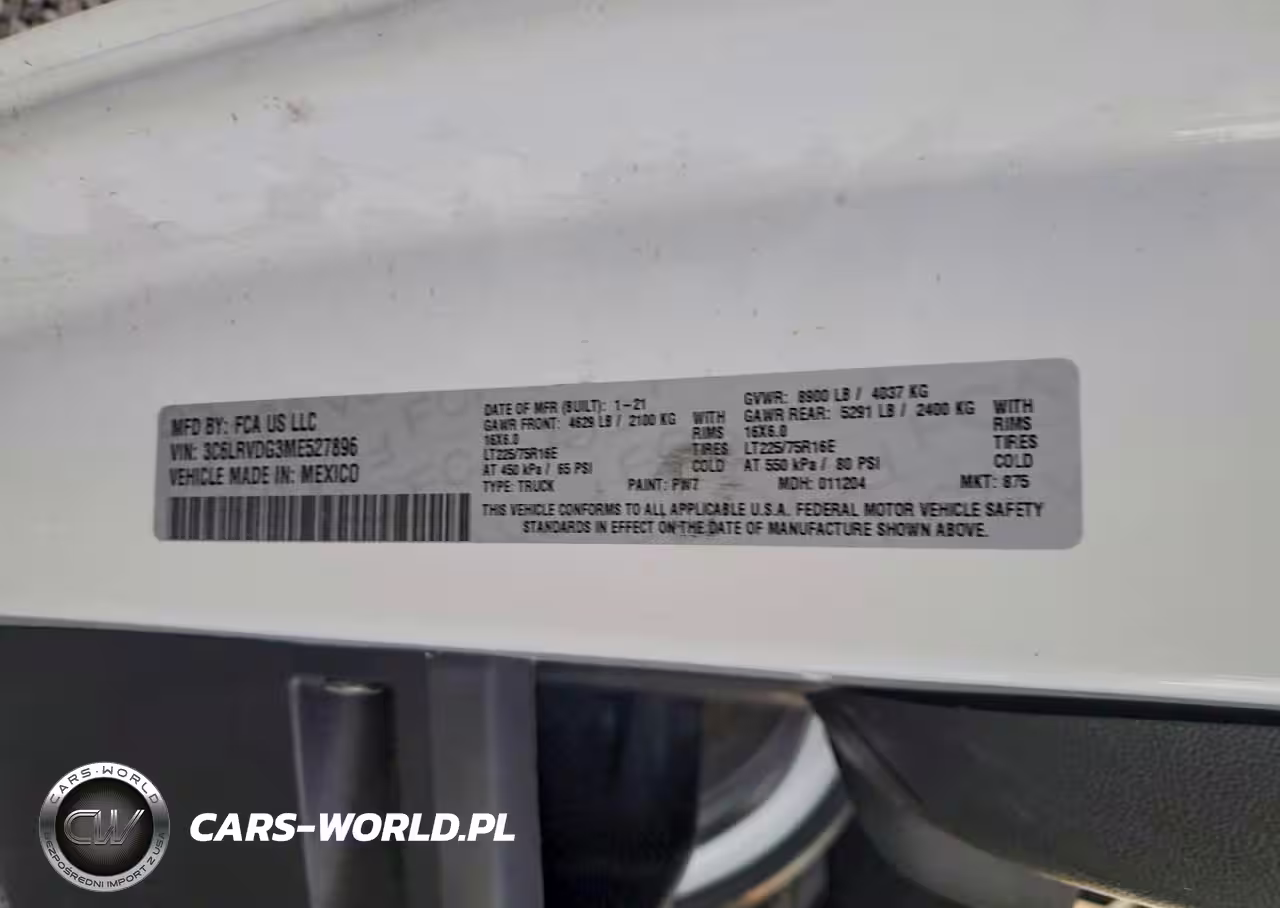 MFD BY: FCA US LLC
VIN: 3C6LRVDG3ME527896
VEHICLE MADE IN: MEXICO
DATE OF MFR (BUILT): 1-21
GAWR FRONT: 4629 LB / 2100 KG WITH
16X6.0 RIMS
LT225/75R16E TIRES
AT 450 kPa / 65 PSI COLD
GVWR: 8900 LB / 4037 KG
GAWR REAR: 5291 LB / 2400 KG WITH
16X6.0 RIMS
LT225/75R16E TIRES
AT 550 kPa / 80 PSI COLD
TYPE: TRUCK PAINT: PW7 MDH: 011204 MKT: 875
THIS VEHICLE CONFORMS TO ALL APPLICABLE U.S.A. FEDERAL MOTOR VEHICLE SAFETY
STANDARDS IN EFFECT ON THE DATE OF MANUFACTURE SHOWN ABOVE.
CARS-WORLD
CW
BEZPOŚREDNI IMPORT Z USA
CARS-WORLD.PL